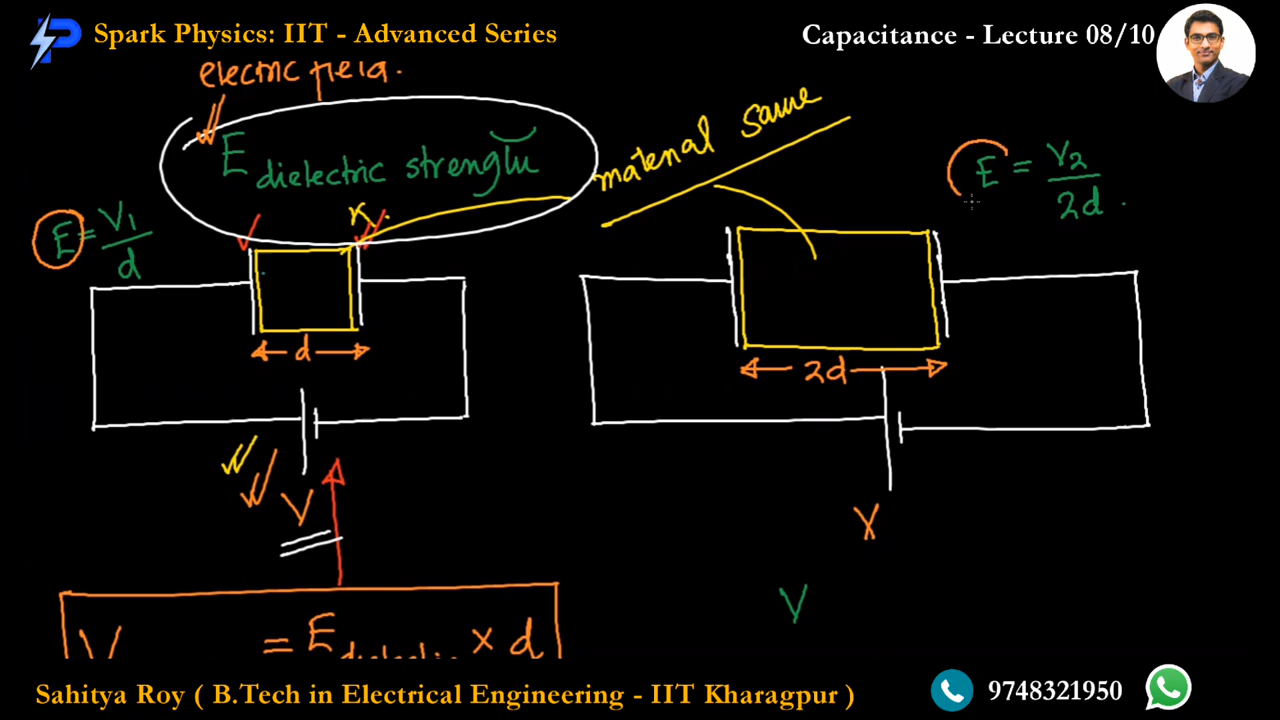 Spark Physics: IIT - Advanced Series
Capacitance - Lecture 08/10
electric field.
E dielectric strength
material same
E = V2 / 2d .
K.
E = V1 / d
d
2d
V
V
V
V = E dielectric × d
Sahitya Roy ( B.Tech in Electrical Engineering - IIT Kharagpur )
9748321950